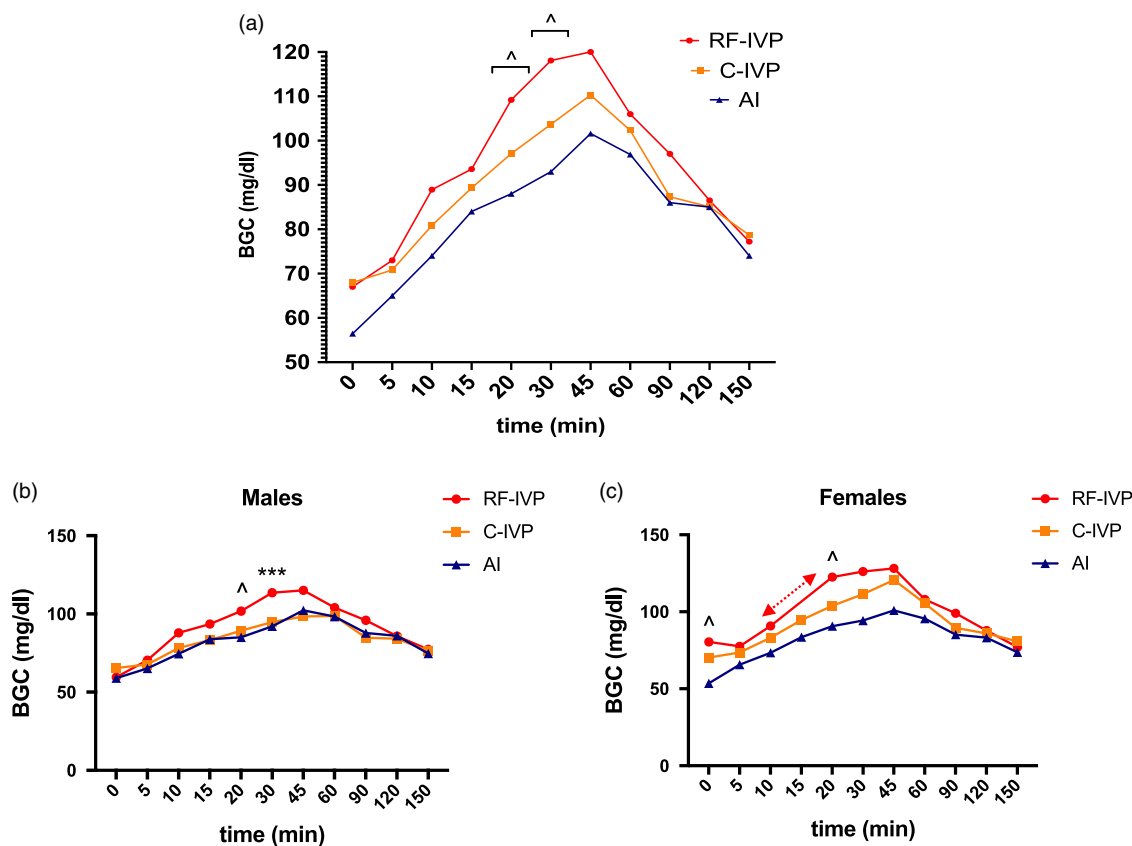 (a)
^
^
RF-IVP
C-IVP
AI
120
110
100
90
80
70
60
50
BGC (mg/dl)
0 5 10 15 20 30 45 60 90 120 150
time (min)
(b)
Males
RF-IVP
C-IVP
AI
150
100
50
0
BGC (mg/dl)
^
***
0 5 10 15 20 30 45 60 90 120 150
time (min)
(c)
Females
RF-IVP
C-IVP
AI
150
100
50
0
BGC (mg/dl)
^
^
0 5 10 15 20 30 45 60 90 120 150
time (min)